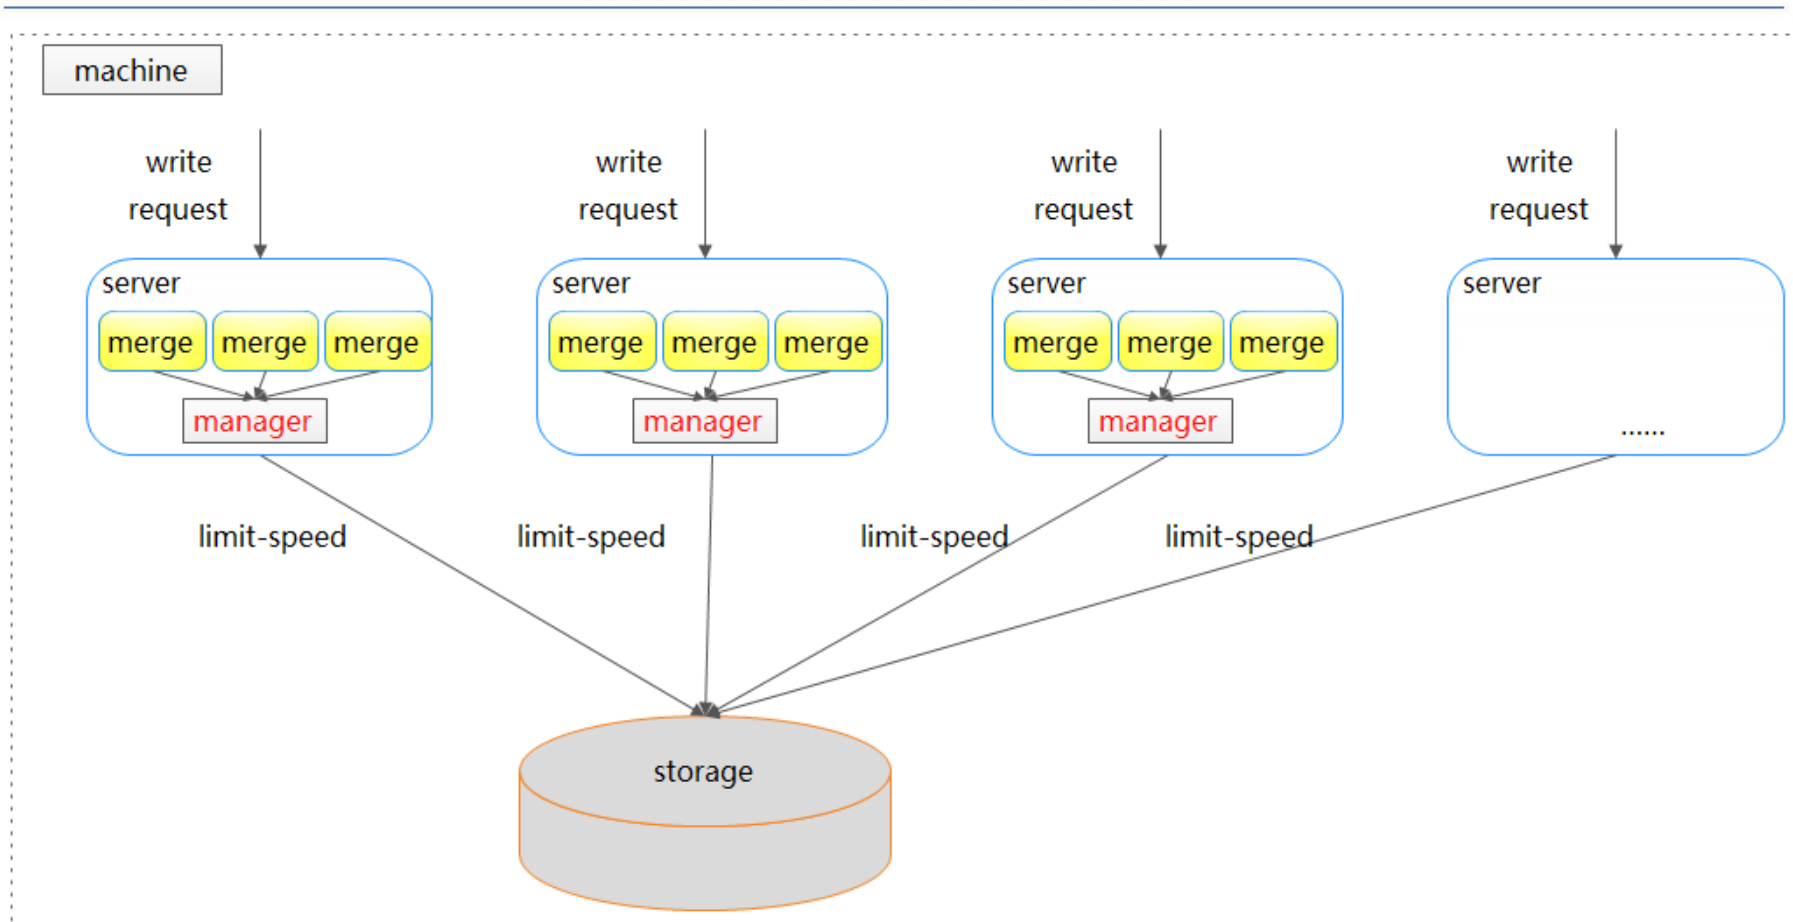 machine
write
request
write
request
write
request
write
request
server
merge merge merge
manager
server
merge merge merge
manager
server
merge merge merge
manager
server
......
limit-speed
limit-speed
limit-speed
limit-speed
storage